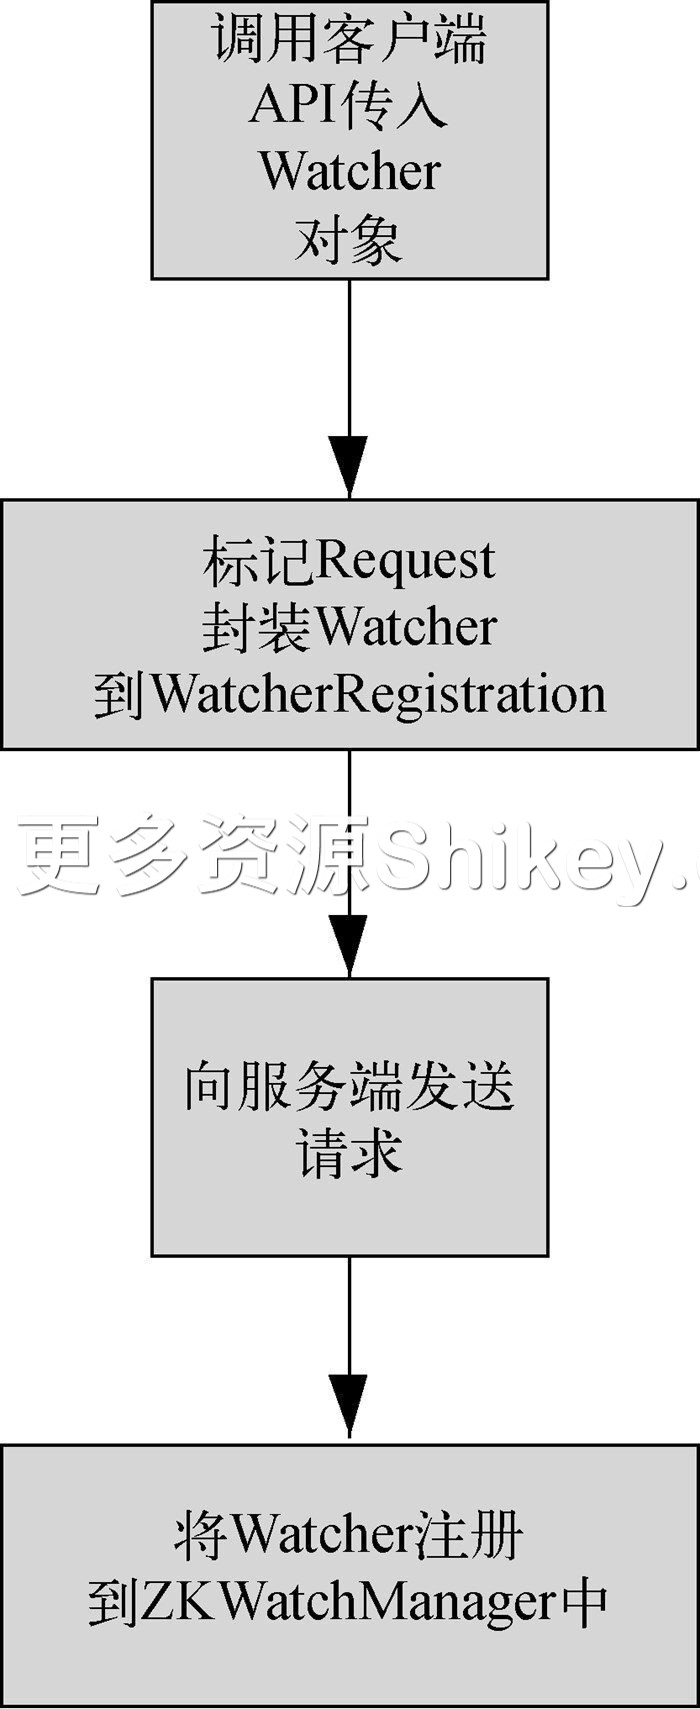 调用客户端
API传入
Watcher
对象
标记Request
封装Watcher
到WatcherRegistration
更多资源Shikey.
向服务端发送
请求
将Watcher注册
到ZKWatchManager中